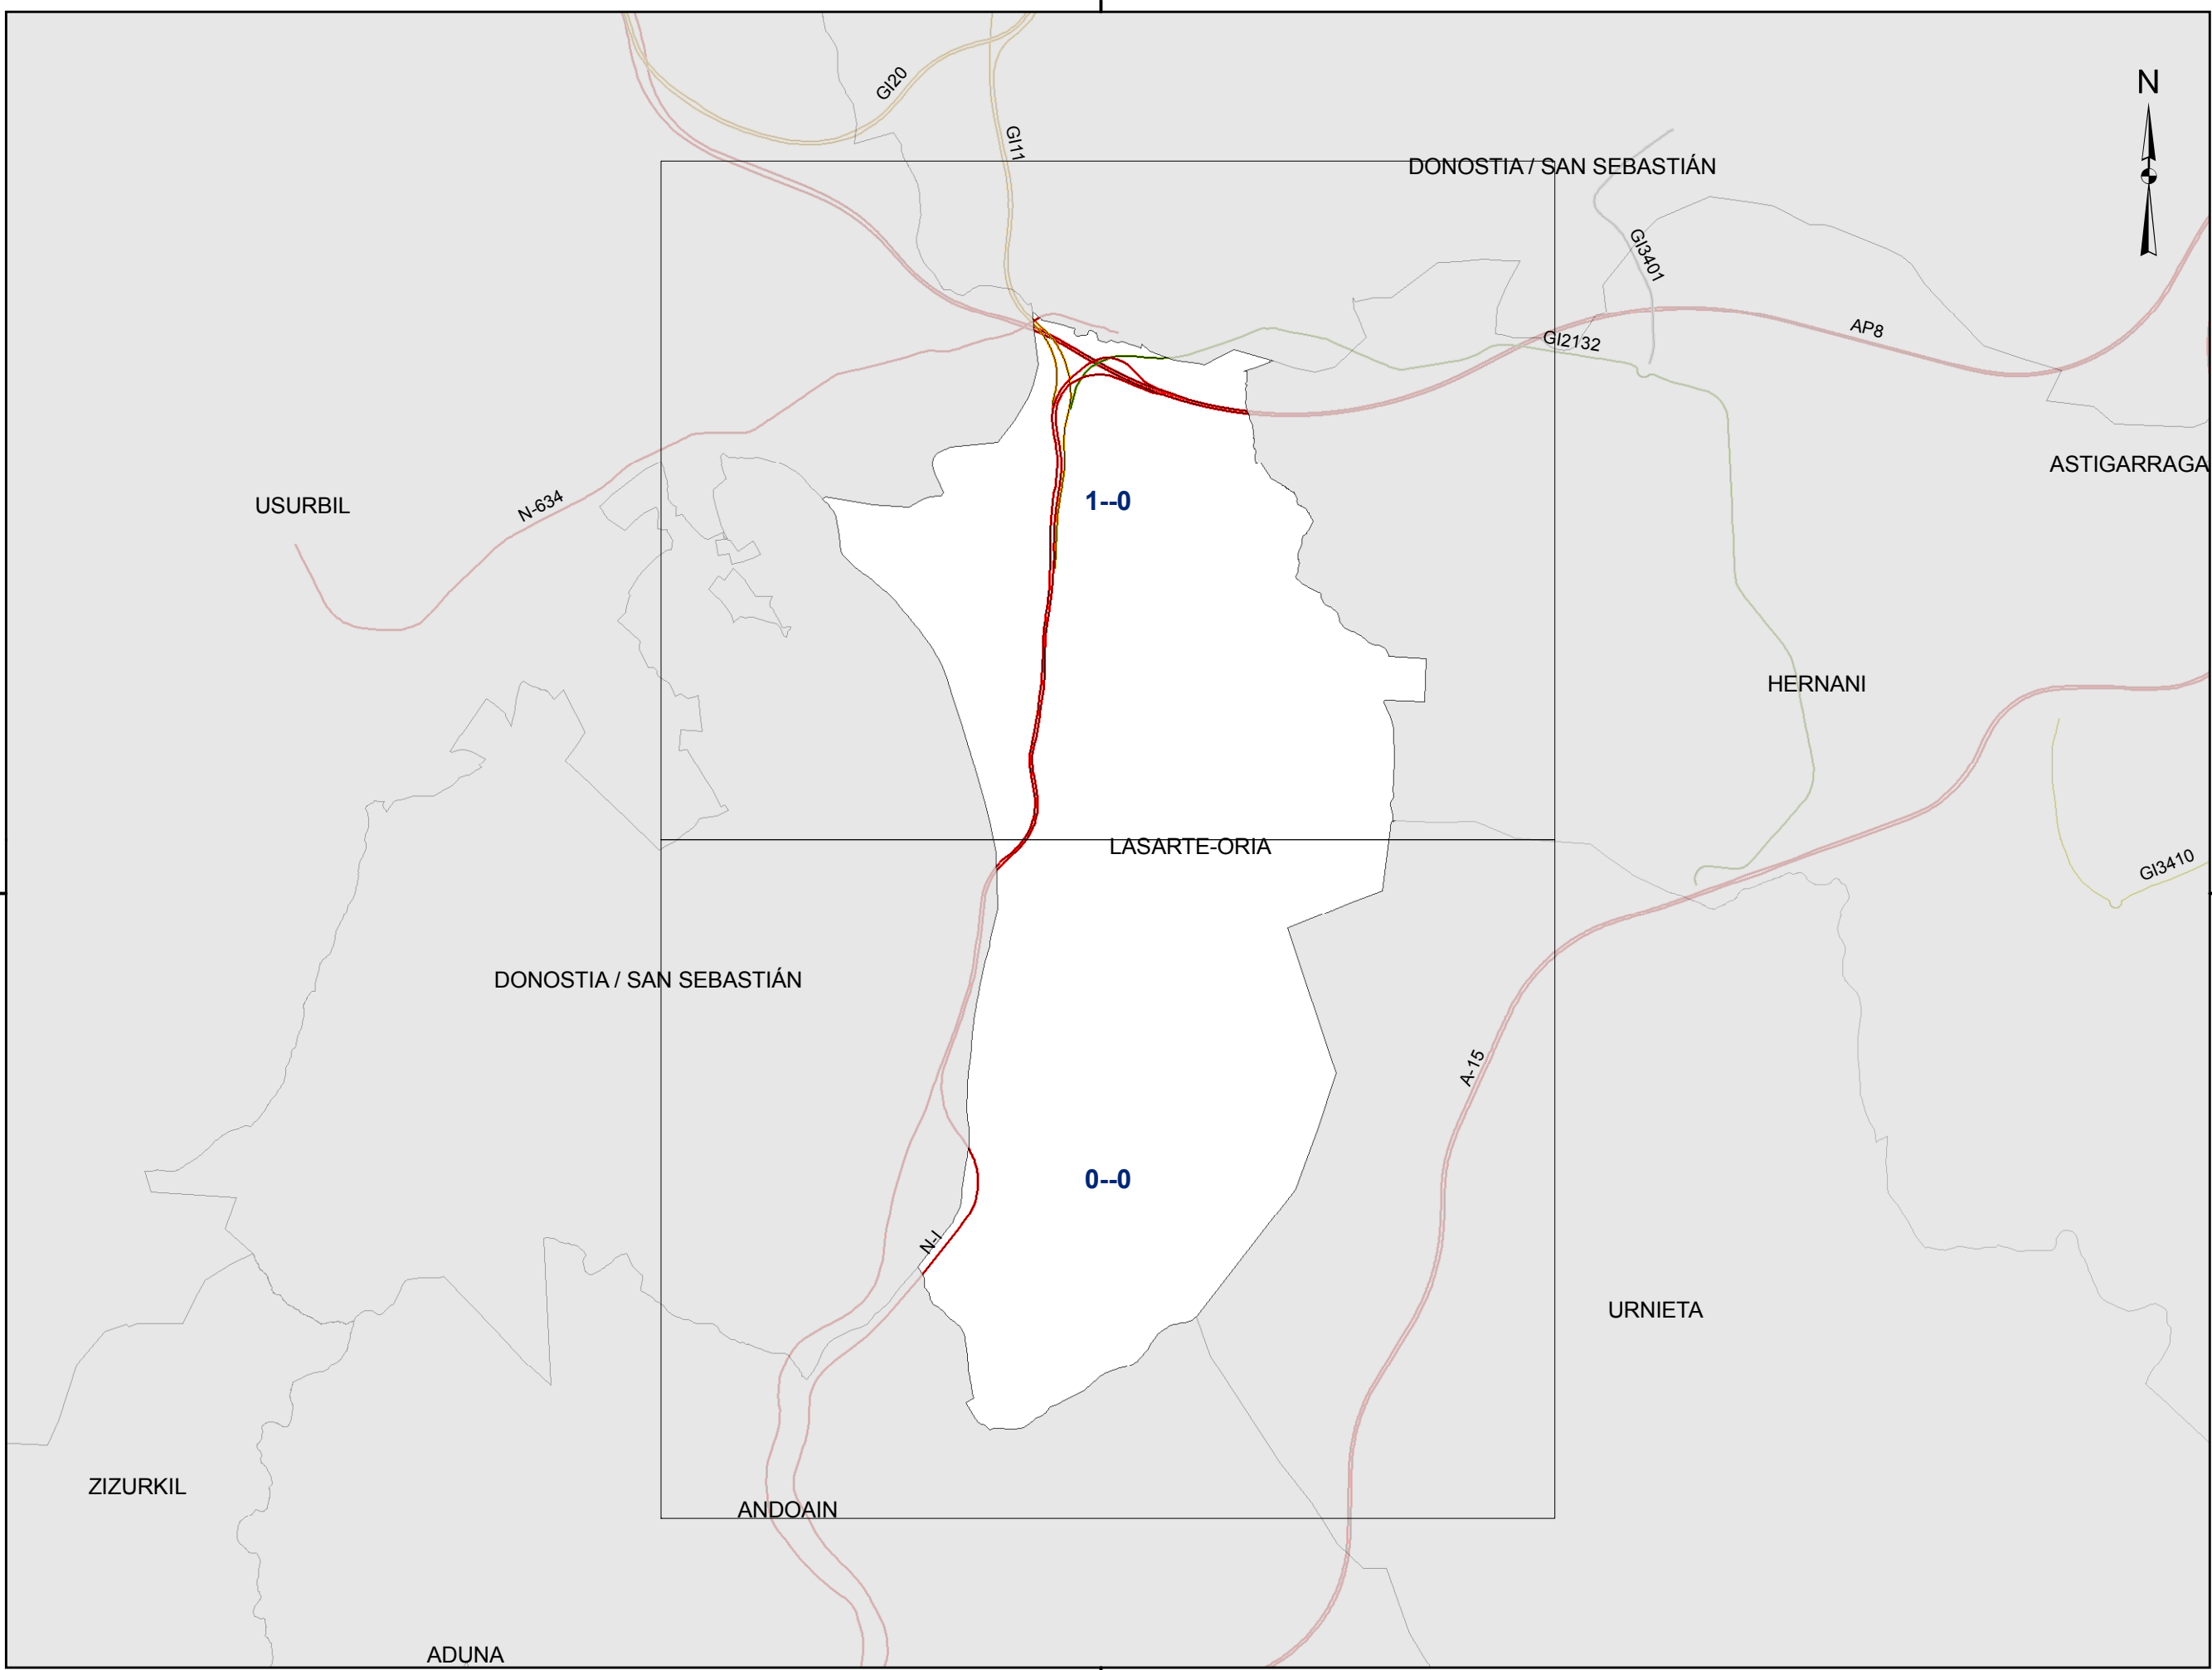 GI20
N
GI11
DONOSTIA / SAN SEBASTIÁN
GI3401
AP8
GI2132
ASTIGARRAGA
1--0
USURBIL
N-634
HERNANI
LASARTE-ORIA
GI3410
DONOSTIA / SAN SEBASTIÁN
A-15
0--0
N-I
URNIETA
ZIZURKIL
ANDOAIN
ADUNA